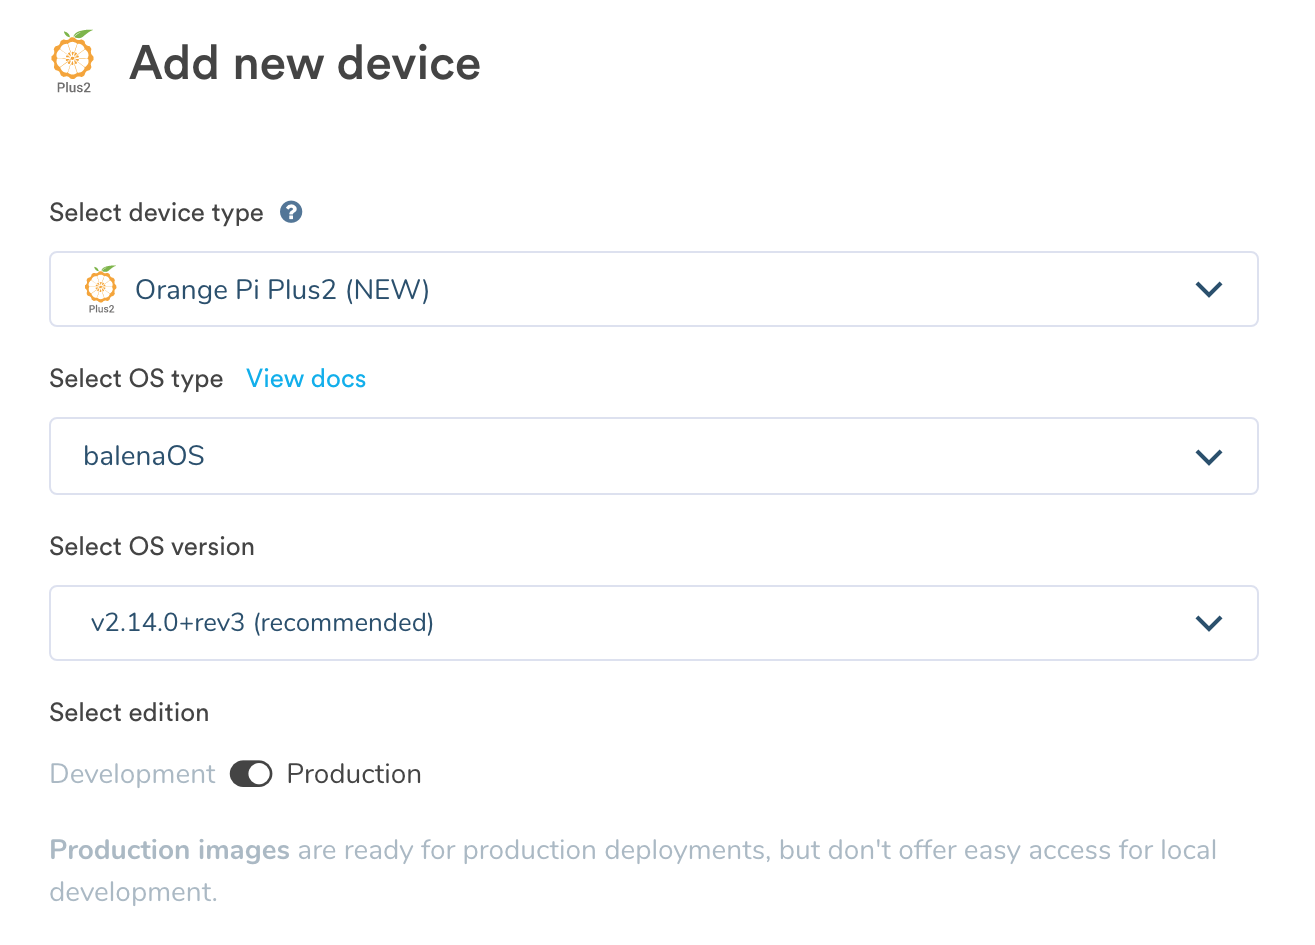 Plus2
Add new device
Select device type ?
Plus2
Orange Pi Plus2 (NEW)
Select OS type View docs
balenaOS
Select OS version
v2.14.0+rev3 (recommended)
Select edition
Development Production
Production images are ready for production deployments, but don't offer easy access for local
development.